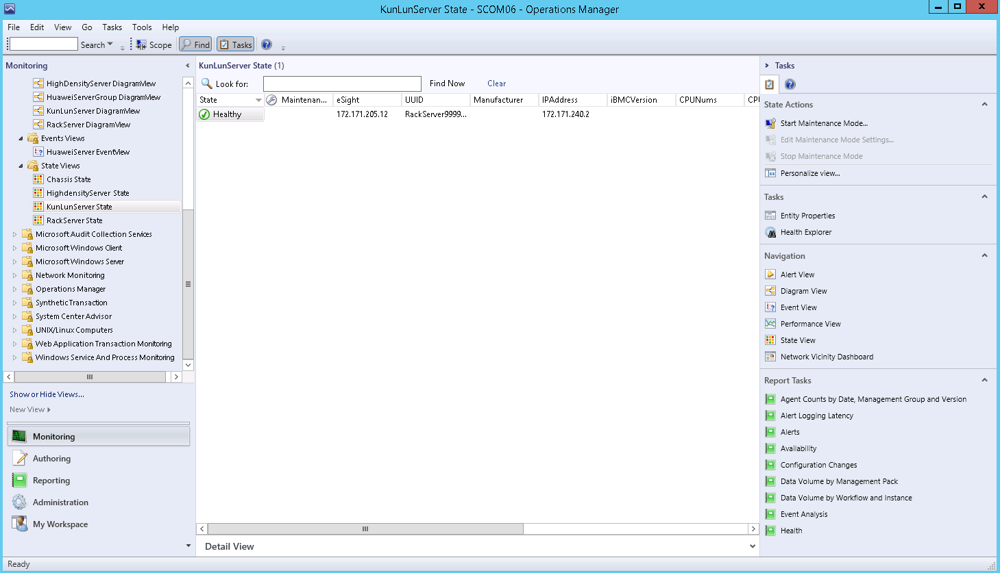 KunLunServer State - SCOM06 - Operations Manager
File Edit View Go Tasks Tools Help
Search Scope Find Tasks
Monitoring
HighDensityServer DiagramView
HuaweiServerGroup DiagramView
KunLunServer DiagramView
RackServer DiagramView
Events Views
HuaweiServer EventView
State Views
Chassis State
HighdensityServer State
KunLunServer State
RackServer State
Microsoft Audit Collection Services
Microsoft Windows Client
Microsoft Windows Server
Network Monitoring
Operations Manager
Synthetic Transaction
System Center Advisor
UNIX/Linux Computers
Web Application Transaction Monitoring
Windows Service And Process Monitoring
Show or Hide Views...
New View
Monitoring
Authoring
Reporting
Administration
My Workspace
KunLunServer State (1)
Look for: Find Now Clear
State Maintenan... eSight UUID Manufacturer IPAddress iBMCVersion CPUNums CPU
Healthy 172.171.205.12 RackServer9999... 172.171.240.2
Detail View
Tasks
State Actions
Start Maintenance Mode...
Edit Maintenance Mode Settings...
Stop Maintenance Mode
Personalize view...
Tasks
Entity Properties
Health Explorer
Navigation
Alert View
Diagram View
Event View
Performance View
State View
Network Vicinity Dashboard
Report Tasks
Agent Counts by Date, Management Group and Version
Alert Logging Latency
Alerts
Availability
Configuration Changes
Data Volume by Management Pack
Data Volume by Workflow and Instance
Event Analysis
Health
Ready